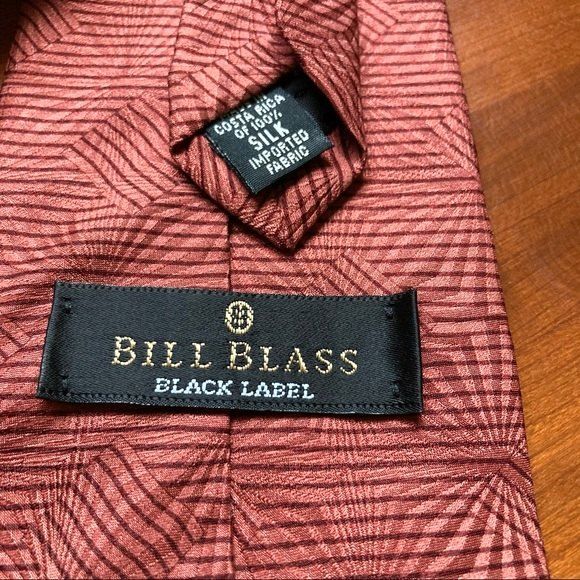 COSTA RICA
OF 100%
SILK
IMPORTED
FABRIC
BILL BLASS
BLACK LABEL